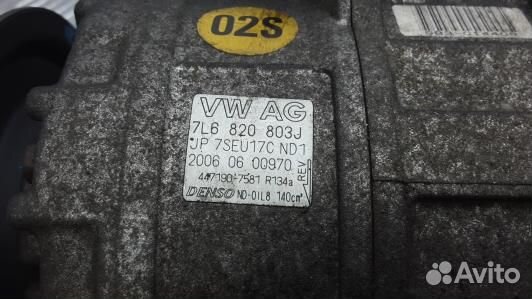 02S
VW AG
7L6 820 803J
JP 7SEU17C ND1
2006 06 00970
447190-7581 R134a
REV
DENSO ND-OIL8 140cm³
Avito